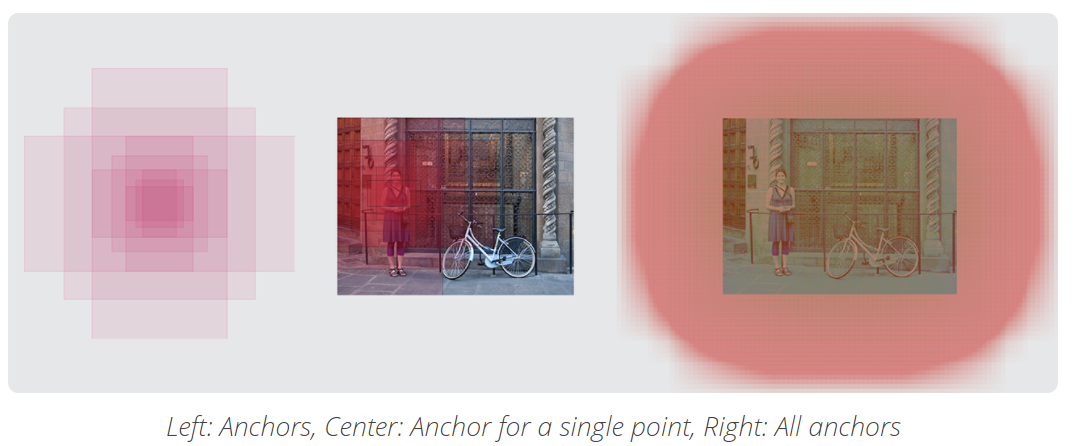 Left: Anchors, Center: Anchor for a single point, Right: All anchors